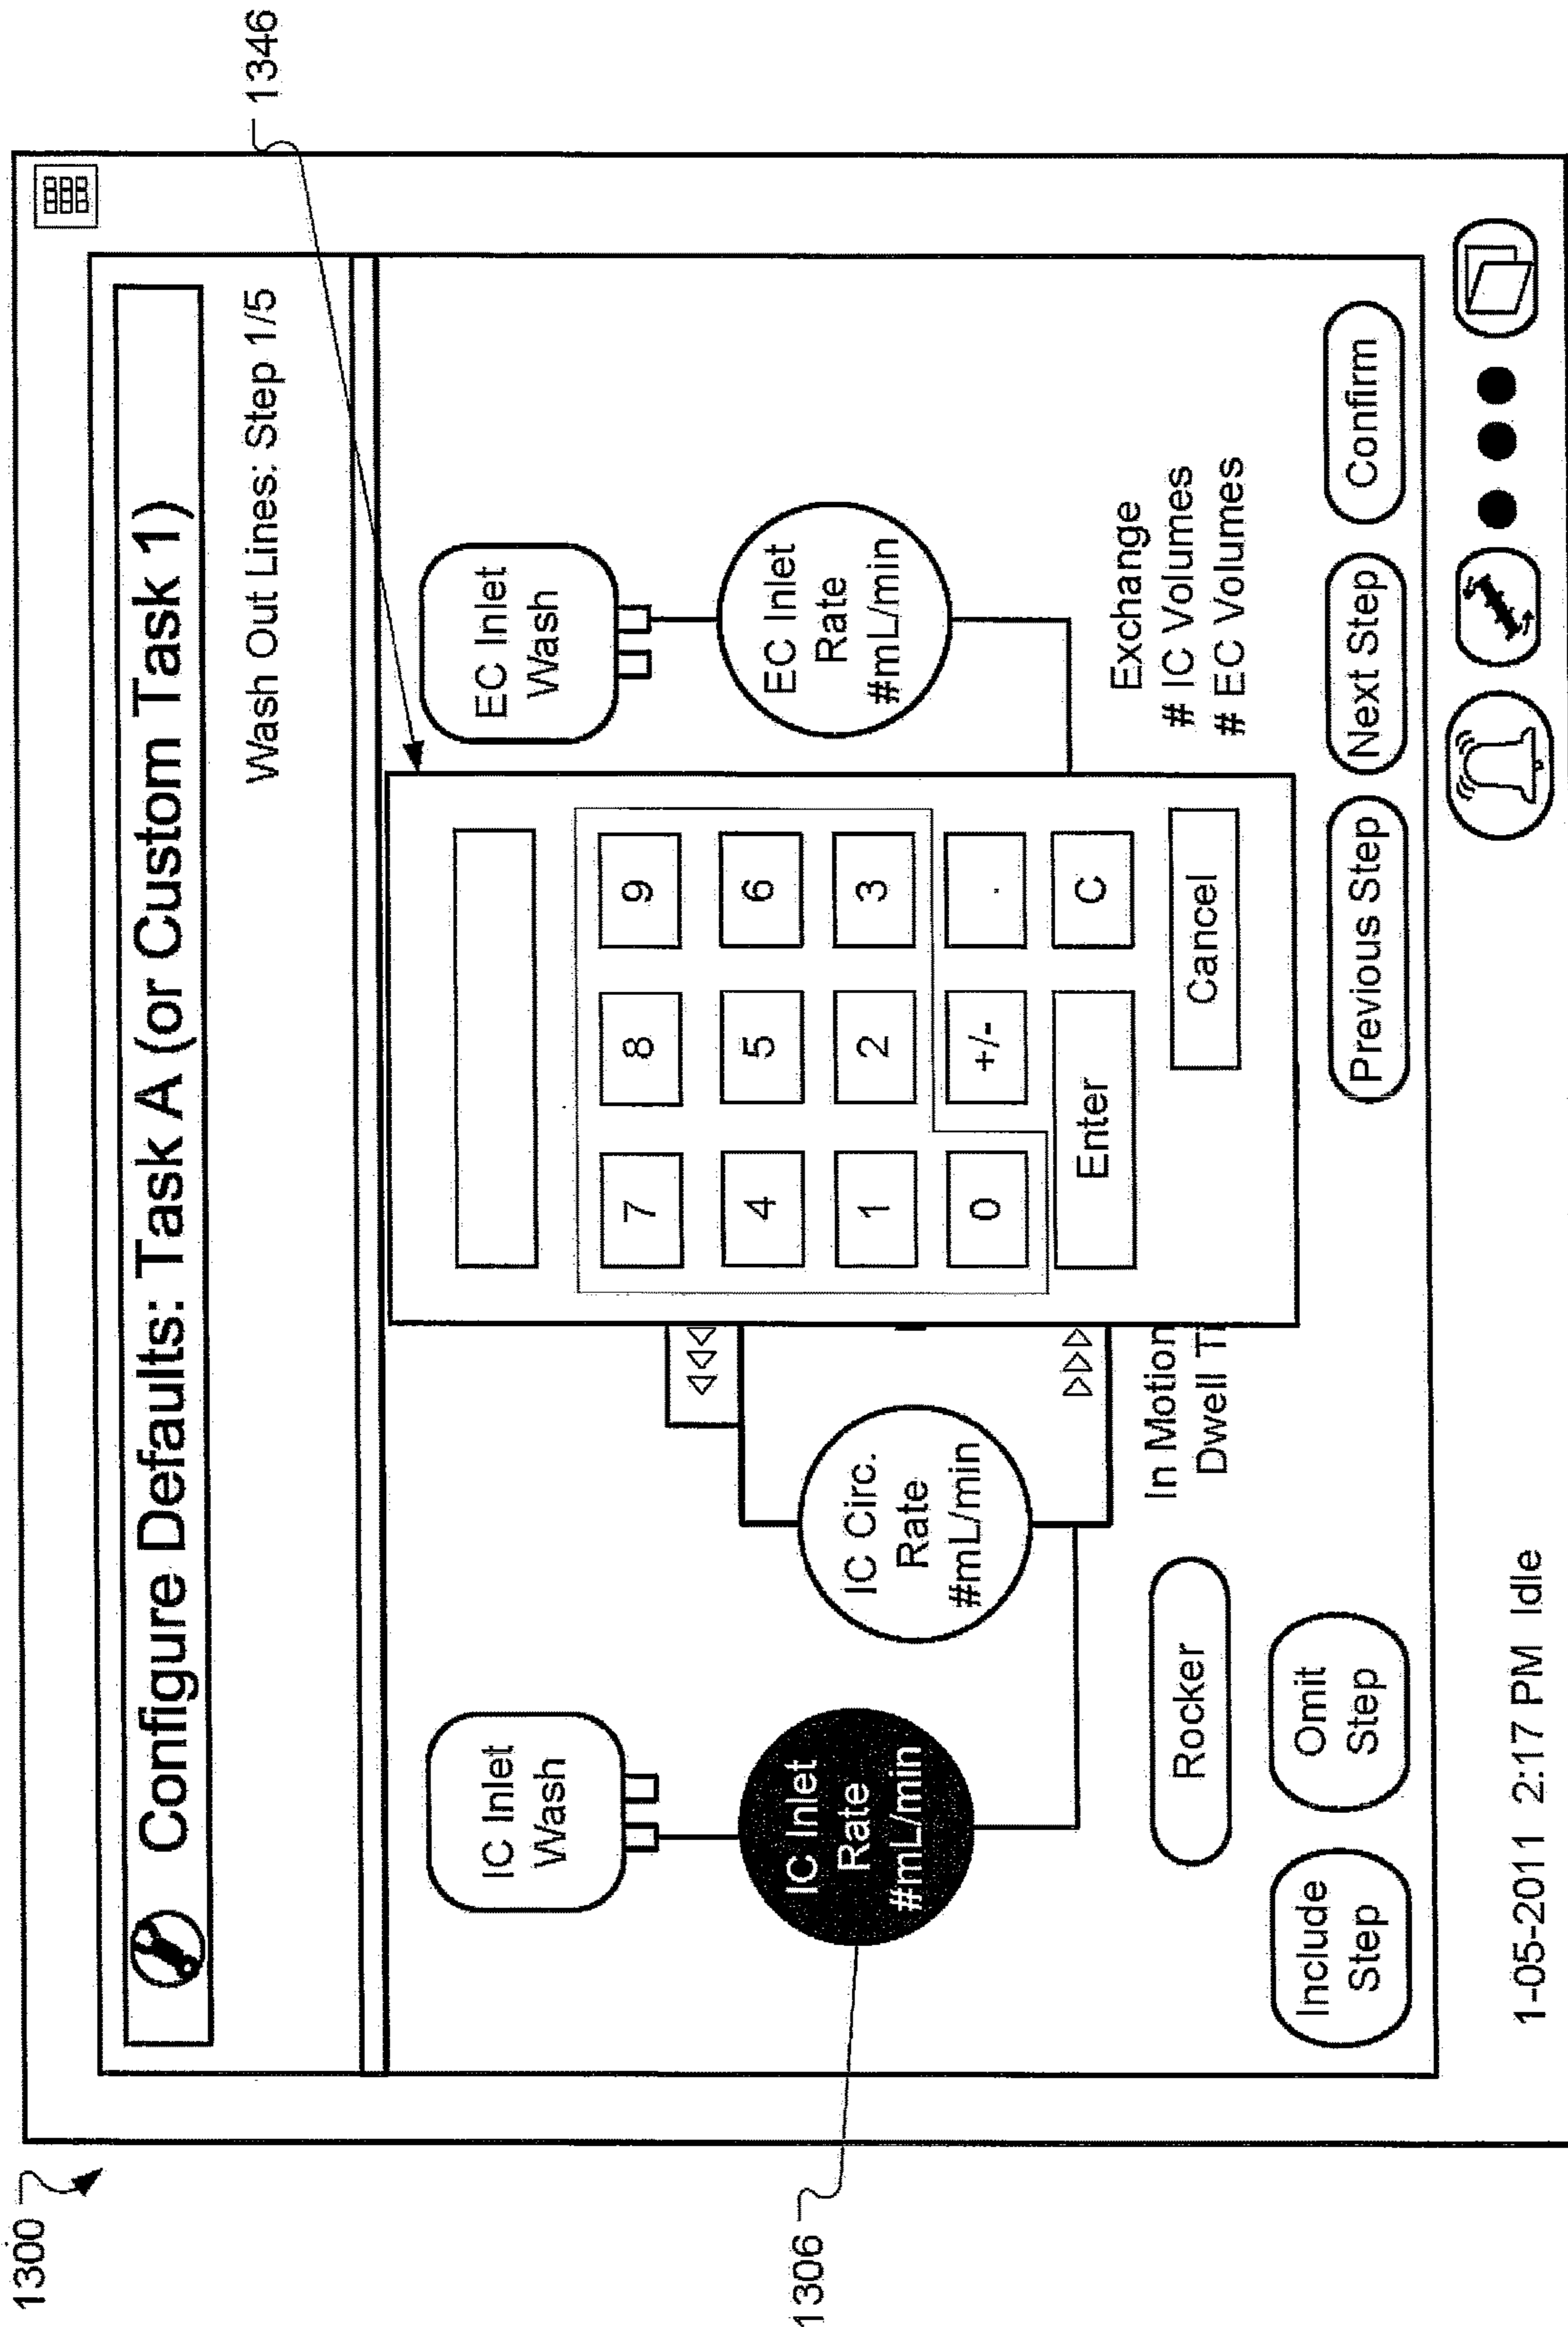 1300
1346
Configure Defaults: Task A (or Custom Task 1)
Wash Out Lines: Step 1/5
IC Inlet
Wash
EC Inlet
Wash
IC Inlet
Rate
#mL/min
1306
IC Circ.
Rate
#mL/min
7
8
9
4
5
6
1
2
3
0
+/-
.
Enter
C
Cancel
EC Inlet
Rate
#mL/min
In Motion
Dwell
Exchange
# IC Volumes
# EC Volumes
Rocker
Include
Step
Omit
Step
Previous Step
Next Step
Confirm
1-05-2011 2:17 PM Idle